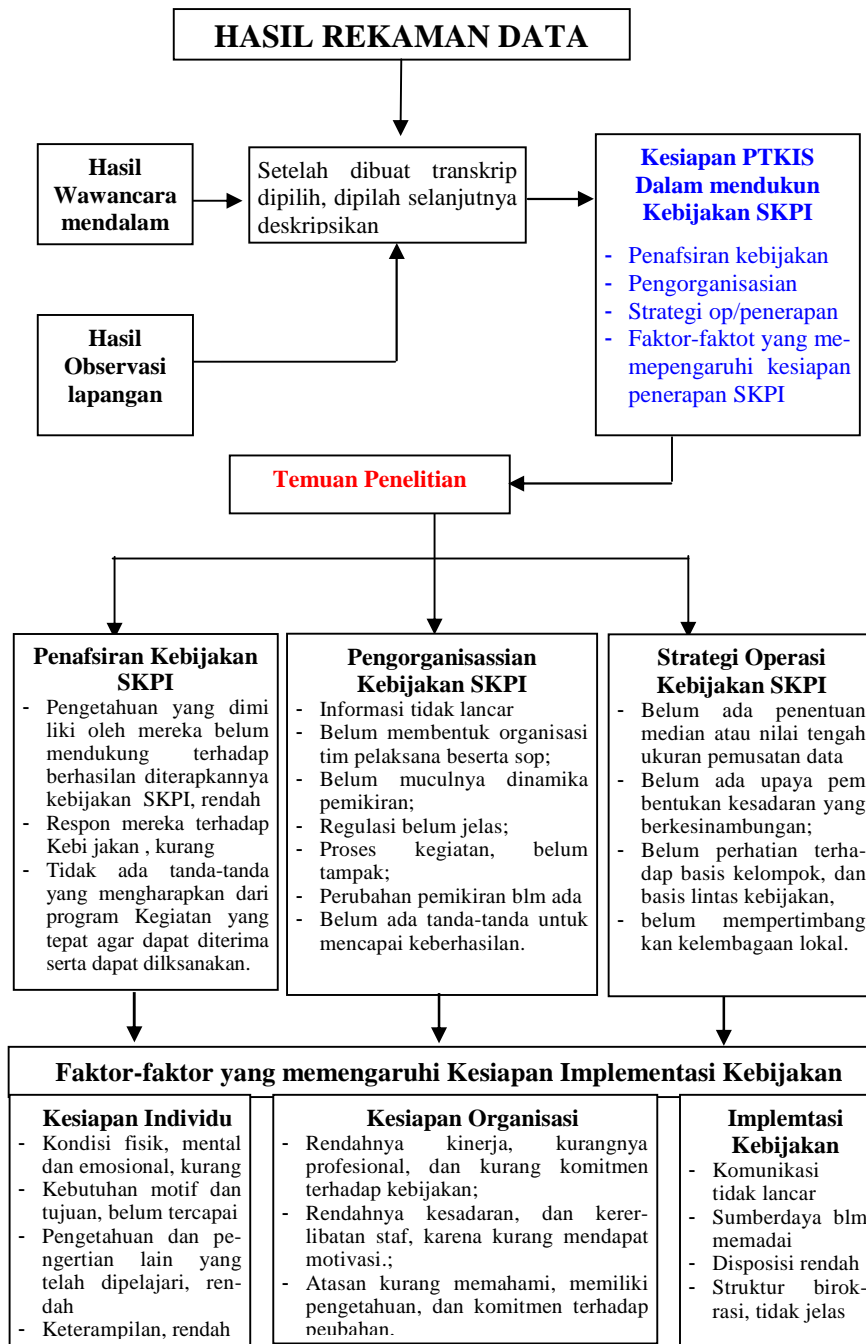 HASIL REKAMAN DATA
Hasil
Wawancara
mendalam
Setelah dibuat transkrip
dipilih, dipilah selanjutnya
deskripsikan
Kesiapan PTKIS
Dalam mendukun
Kebijakan SKPI
- Penafsiran kebijakan
- Pengorganisasian
- Strategi op/penerapan
- Faktor-faktot yang me-
mepengaruhi kesiapan
penerapan SKPI
Hasil
Observasi
lapangan
Temuan Penelitian
Penafsiran Kebijakan
SKPI
- Pengetahuan yang dimi
liki oleh mereka belum
mendukung terhadap
berhasilan diterapkannya
kebijakan SKPI, rendah
- Respon mereka terhadap
Kebi jakan , kurang
- Tidak ada tanda-tanda
yang mengharapkan dari
program Kegiatan yang
tepat agar dapat diterima
serta dapat dilksanakan.
Pengorganisassian
Kebijakan SKPI
- Informasi tidak lancar
- Belum membentuk organisasi
tim pelaksana beserta sop;
- Belum muculnya dinamika
pemikiran;
- Regulasi belum jelas;
- Proses kegiatan, belum
tampak;
- Perubahan pemikiran blm ada
- Belum ada tanda-tanda untuk
mencapai keberhasilan.
Strategi Operasi
Kebijakan SKPI
- Belum ada penentuan
median atau nilai tengah
ukuran pemusatan data
- Belum ada upaya pem
bentukan kesadaran yang
berkesinambungan;
- Belum perhatian terha-
dap basis kelompok, dan
basis lintas kebijakan,
- belum mempertimbang
kan kelembagaan lokal.
Faktor-faktor yang memengaruhi Kesiapan Implementasi Kebijakan
Kesiapan Individu
- Kondisi fisik, mental
dan emosional, kurang
- Kebutuhan motif dan
tujuan, belum tercapai
- Pengetahuan dan pe-
ngertian lain yang
telah dipelajari, ren-
dah
- Keterampilan, rendah
Kesiapan Organisasi
- Rendahnya kinerja, kurangnya
profesional, dan kurang komitmen
terhadap kebijakan;
- Rendahnya kesadaran, dan kerer-
libatan staf, karena kurang mendapat
motivasi.;
- Atasan kurang memahami, memiliki
pengetahuan, dan komitmen terhadap
peubahan.
Implemtasi
Kebijakan
- Komunikasi
tidak lancar
- Sumberdaya blm
memadai
- Disposisi rendah
- Struktur birok-
rasi, tidak jelas